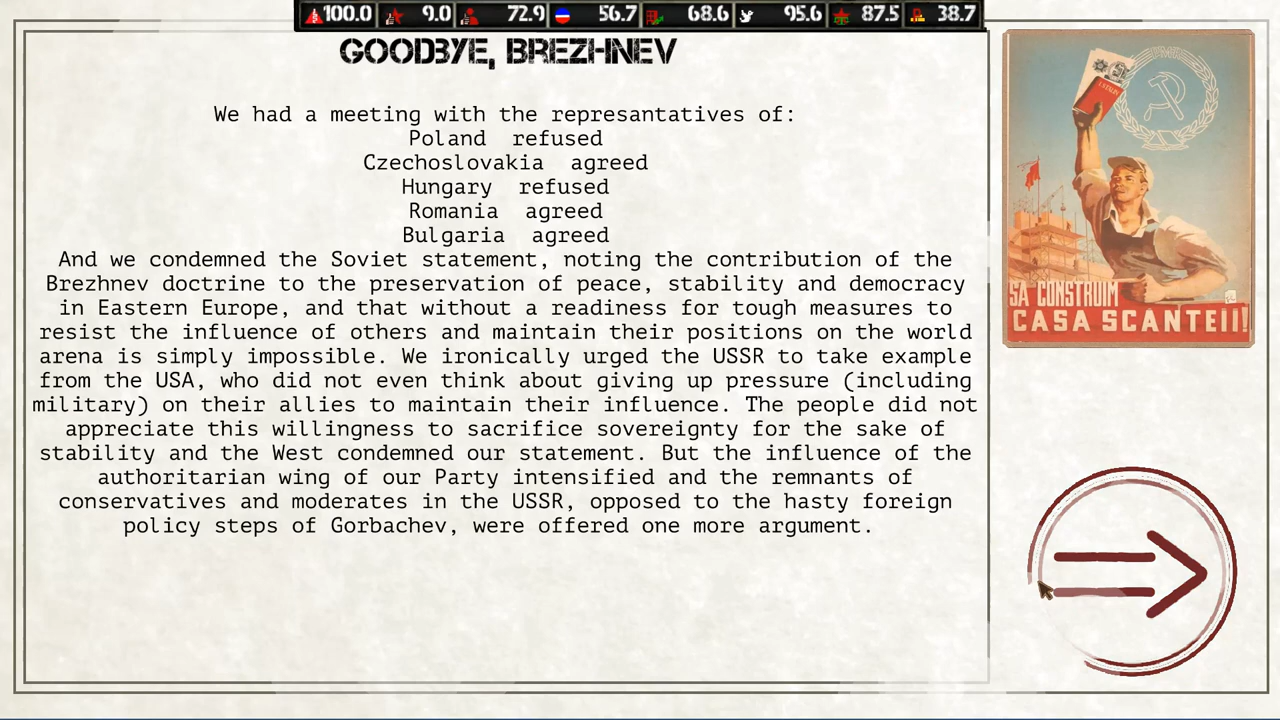 100.0 9.0 72.9 56.7 68.6 95.6 87.5 38.7
GOODBYE, BREZHNEV
We had a meeting with the represantatives of:
Poland refused
Czechoslovakia agreed
Hungary refused
Romania agreed
Bulgaria agreed
And we condemned the Soviet statement, noting the contribution of the
Brezhnev doctrine to the preservation of peace, stability and democracy
in Eastern Europe, and that without a readiness for tough measures to
resist the influence of others and maintain their positions on the world
arena is simply impossible. We ironically urged the USSR to take example
from the USA, who did not even think about giving up pressure (including
military) on their allies to maintain their influence. The people did not
appreciate this willingness to sacrifice sovereignty for the sake of
stability and the West condemned our statement. But the influence of the
authoritarian wing of our Party intensified and the remnants of
conservatives and moderates in the USSR, opposed to the hasty foreign
policy steps of Gorbachev, were offered one more argument.
SA CONSTRUIM
CASA SCANTEII!